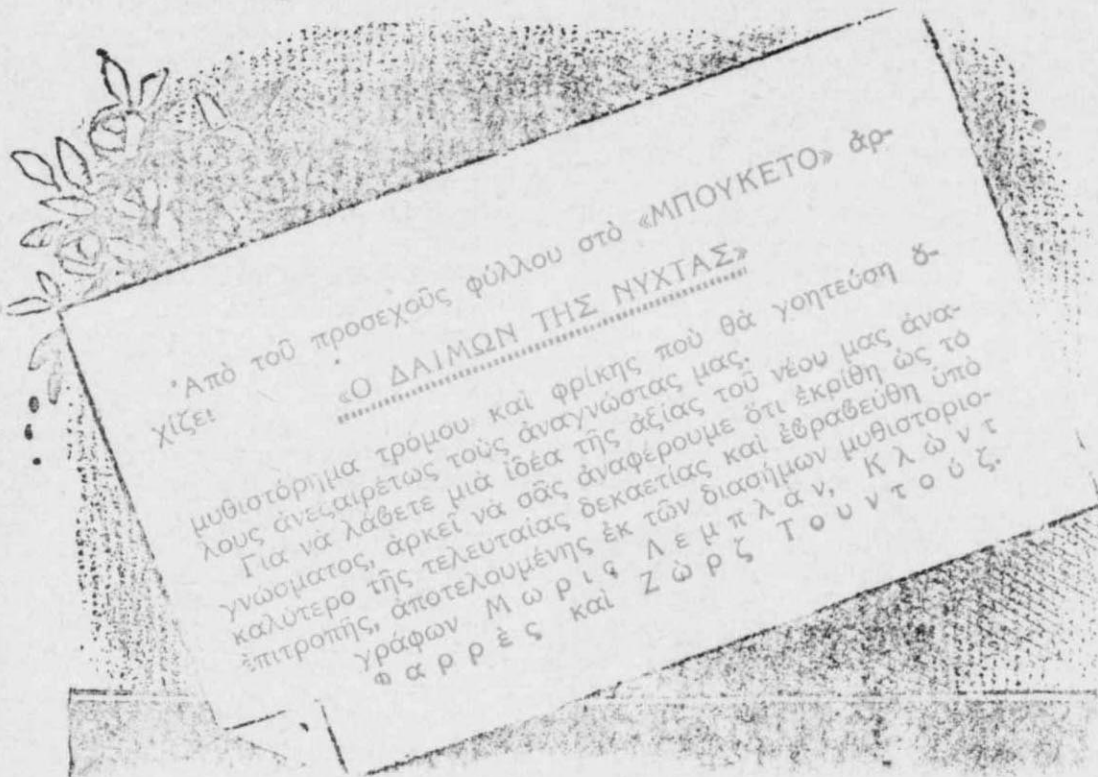 Ἀπὸ τοῦ προσεχοῦς φύλλου στὸ «ΜΠΟΥΚΕΤΟ» ἀρ-
χίζει
«Ο ΔΑΙΜΩΝ ΤΗΣ ΝΥΧΤΑΣ»
μυθιστόρημα τρόμου καὶ φρίκης ποὺ θὰ γοητεύση ὅ-
λους ἀνεξαιρέτως τοὺς ἀναγνώστας μας.
Γιὰ νὰ λάβετε μιὰ ἰδέα τῆς ἀξίας τοῦ νέου μας ἀνα-
γνώσματος, ἀρκεῖ νὰ σᾶς ἀναφέρουμε ὅτι ἐκρίθη ὡς τὸ
καλύτερο τῆς τελευταίας δεκαετίας καὶ ἐβραβεύθη ὑπὸ
ἐπιτροπῆς, ἀποτελουμένης ἐκ τῶν διασήμων μυθιστοριο-
γράφων Μωρὶς Λεμπλάν, Κλὼντ
Φαρρὲς καὶ Ζὼρζ Τουντούζ.